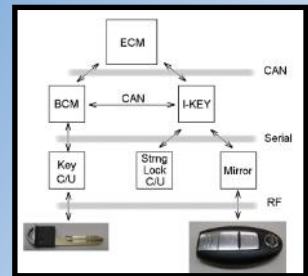 ECM
CAN
BCM
CAN
I-KEY
Serial
Key
C/U
Strng
Lock
C/U
Mirror
RF